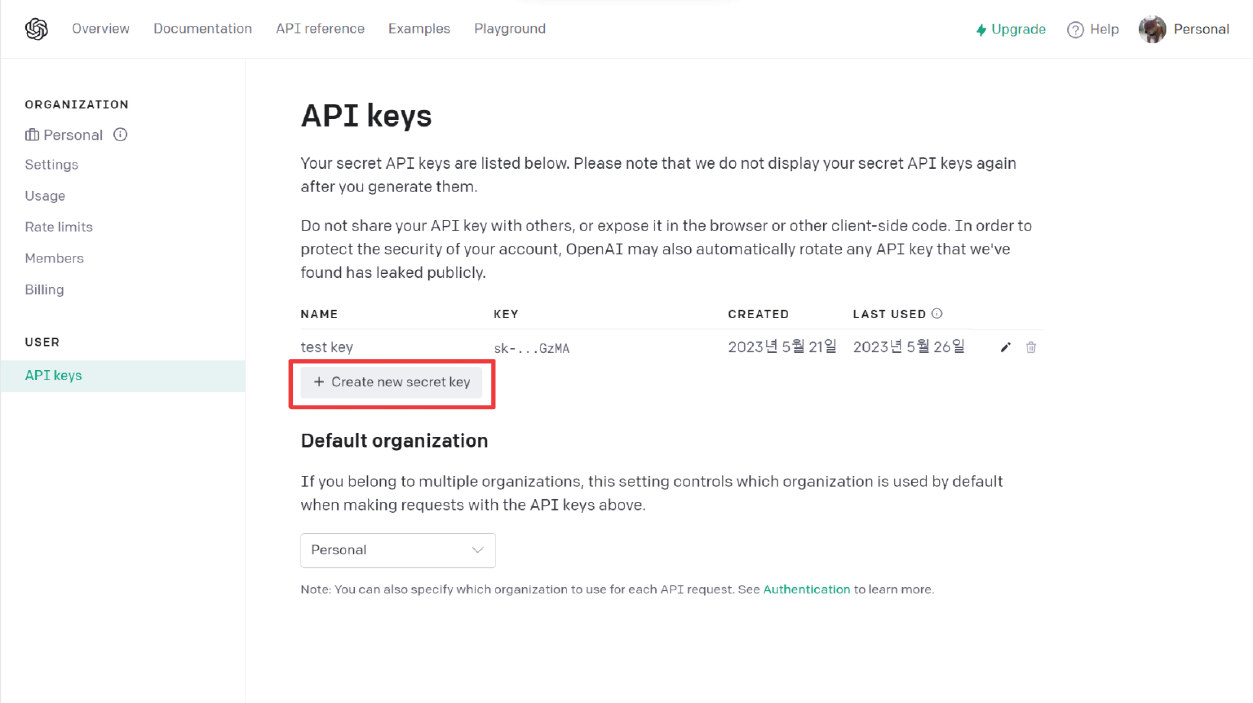 Overview Documentation API reference Examples Playground Upgrade Help Personal
ORGANIZATION
Personal
Settings
Usage
Rate limits
Members
Billing
USER
API keys
API keys
Your secret API keys are listed below. Please note that we do not display your secret API keys again
after you generate them.
Do not share your API key with others, or expose it in the browser or other client-side code. In order to
protect the security of your account, OpenAI may also automatically rotate any API key that we've
found has leaked publicly.
NAME KEY CREATED LAST USED
test key sk-...GzMA 2023년 5월 21일 2023년 5월 26일
+ Create new secret key
Default organization
If you belong to multiple organizations, this setting controls which organization is used by default
when making requests with the API keys above.
Personal
Note: You can also specify which organization to use for each API request. See Authentication to learn more.